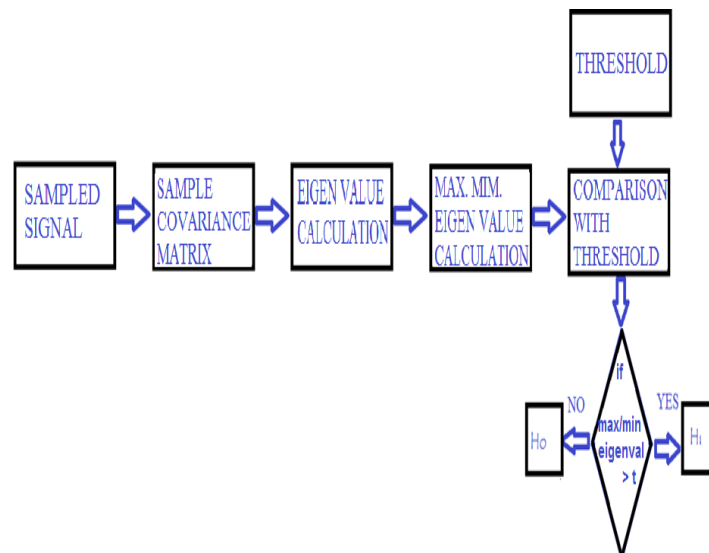 THRESHOLD
SAMPLED
SIGNAL
SAMPLE
COVARIANCE
MATRIX
EIGEN VALUE
CALCULATION
MAX. MIM.
EIGEN VALUE
CALCULATION
COMPARISON
WITH
THRESHOLD
if
max/min
eigenval
> t
NO
YES
Ho
H₁